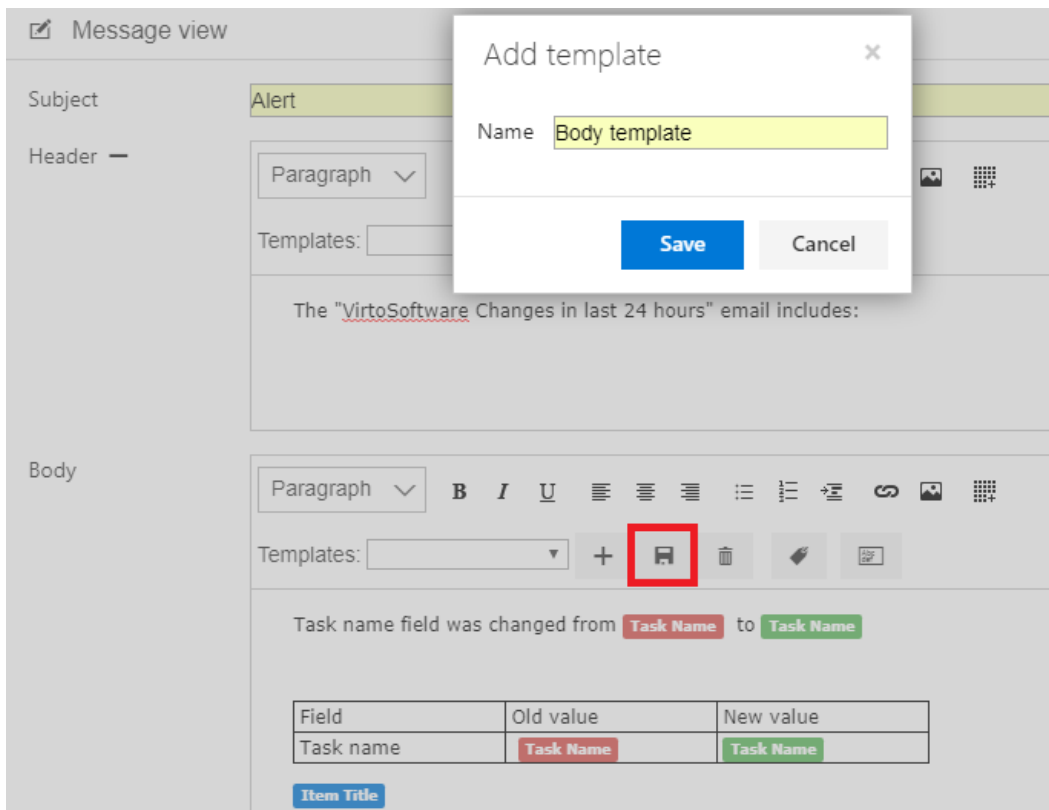 Message view
Add template
×
Subject
Alert
Name
Body template
Header
Paragraph
Save
Cancel
Templates:
The "VirtoSoftware Changes in last 24 hours" email includes:
Body
Paragraph
B I U
Templates:
Task name field was changed from Task Name to Task Name
Field Old value New value
Task name Task Name Task Name
Item Title